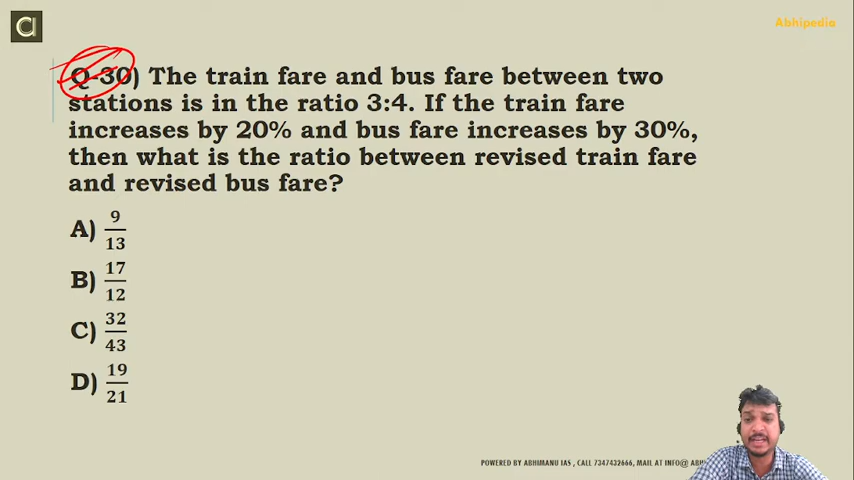 a
Abhipedia
Q-30) The train fare and bus fare between two
stations is in the ratio 3:4. If the train fare
increases by 20% and bus fare increases by 30%,
then what is the ratio between revised train fare
and revised bus fare?
A) 9/13
B) 17/12
C) 32/43
D) 19/21
POWERED BY ABHIMANU IAS , CALL 7347432666, MAIL AT INFO@ ABH